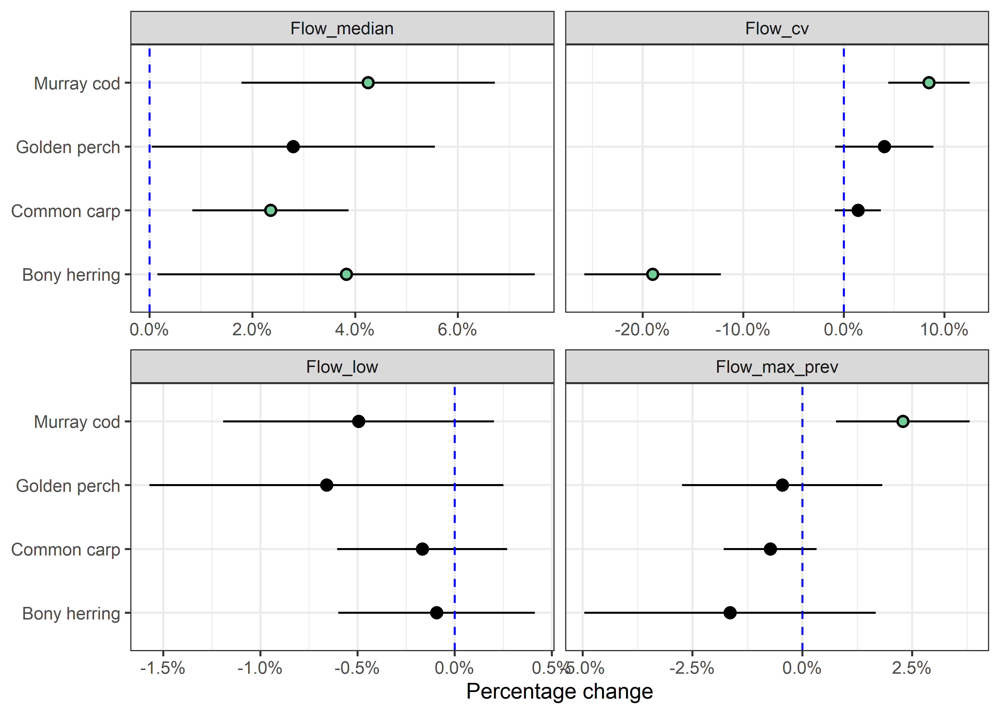 Flow_median Flow_cv
Murray cod
Golden perch
Common carp
Bony herring
0.0% 2.0% 4.0% 6.0% -20.0% -10.0% 0.0% 10.0%
Flow_low Flow_max_prev
Murray cod
Golden perch
Common carp
Bony herring
-1.5% -1.0% -0.5% 0.0% 0.5% -5.0% -2.5% 0.0% 2.5%
Percentage change